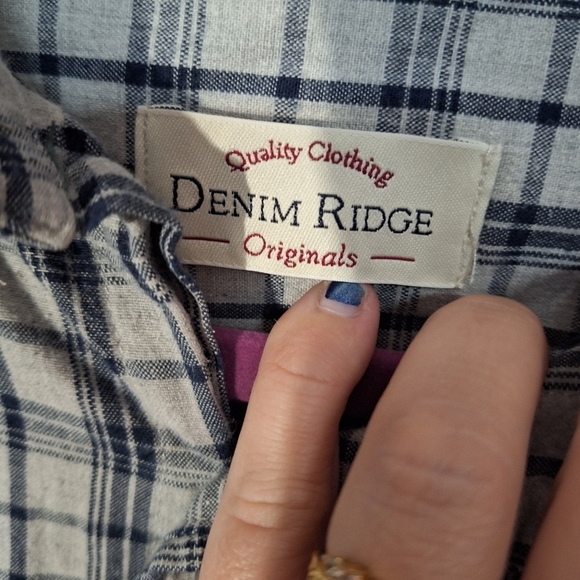 Quality Clothing
DENIM RIDGE
Originals